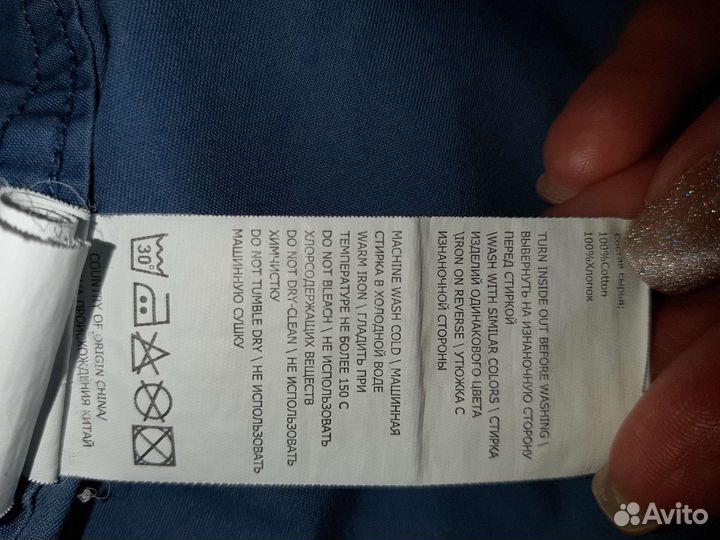 Состав сырья:
100%Cotton
100%Хлопок
TURN INSIDE OUT BEFORE WASHING \
ВЫВЕРНУТЬ НА ИЗНАНОЧНУЮ СТОРОНУ
ПЕРЕД СТИРКОЙ
\WASH WITH SIMILAR COLORS \ СТИРКА
ИЗДЕЛИЙ ОДИНАКОВОГО ЦВЕТА
\IRON ON REVERSE \ УТЮЖКА С
ИЗНАНОЧНОЙ СТОРОНЫ
MACHINE WASH COLD \ МАШИННАЯ
СТИРКА В ХОЛОДНОЙ ВОДЕ
WARM IRON \ ГЛАДИТЬ ПРИ
ТЕМПЕРАТУРЕ НЕ БОЛЕЕ 150 С
DO NOT BLEACH \ НЕ ИСПОЛЬЗОВАТЬ
ХЛОРСОДЕРЖАЩИХ ВЕЩЕСТВ
DO NOT DRY-CLEAN \ НЕ ИСПОЛЬЗОВАТЬ
ХИМЧИСТКУ
DO NOT TUMBLE DRY \ НЕ ИСПОЛЬЗОВАТЬ
МАШИННУЮ СУШКУ
30°
COUNTRY OF ORIGIN CHINA/
ПРОИСХОЖДЕНИЯ КИТАЙ
Avito